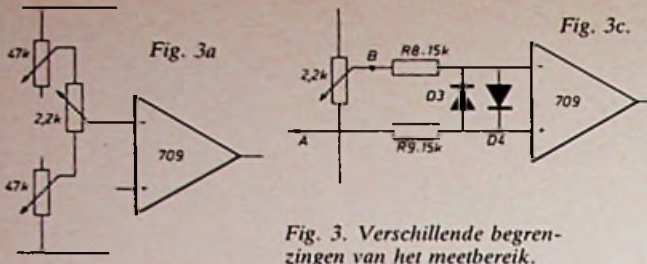 Fig. 3a
47k
2,2k
47k
709
-
+
Fig. 3c.
B
R8.15k
2,2k
D3
709
-
+
A
R9.15k
D4
Fig. 3. Verschillende begren-
zingen van het meetbereik.